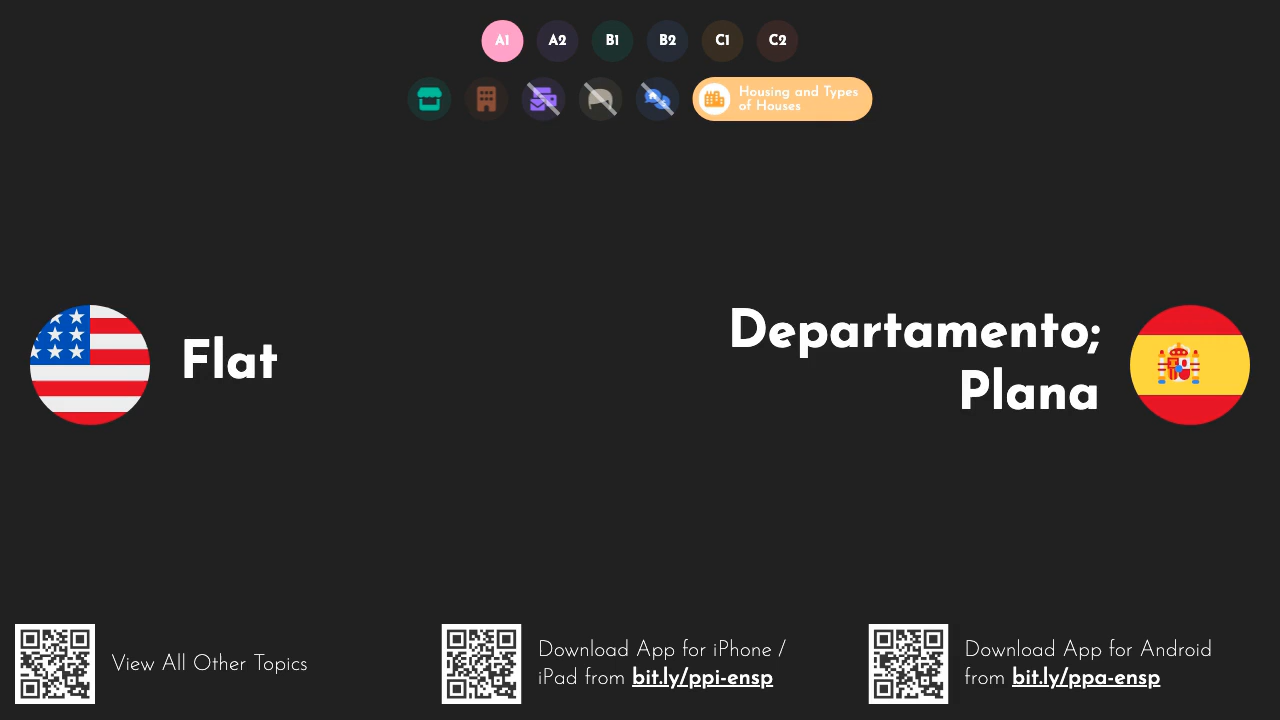 A1 A2 B1 B2 C1 C2
Housing and Types
of Houses
Flat
Departamento;
Plana
View All Other Topics
Download App for iPhone /
iPad from bit.ly/ppi-ensp
Download App for Android
from bit.ly/ppa-ensp